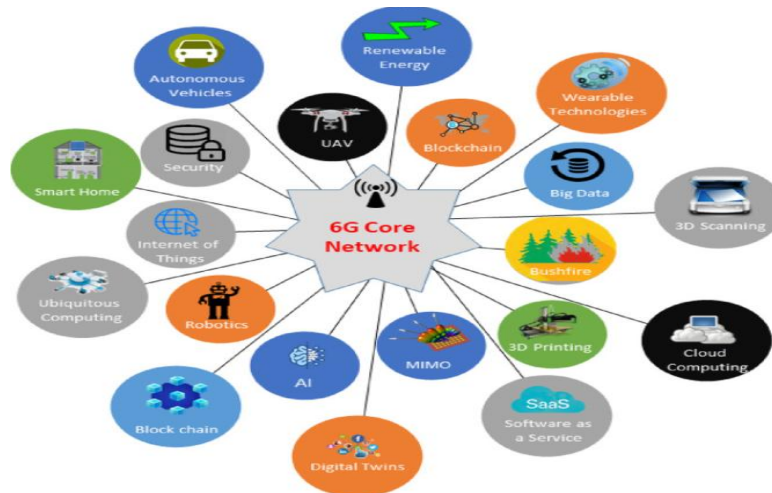 Renewable
Energy
Autonomous
Vehicles
Wearable
Technologies
UAV
Blockchain
Security
Smart Home
Big Data
3D Scanning
6G Core
Network
Internet of
Things
Bushfire
Ubiquitous
Computing
Robotics
3D Printing
Cloud
Computing
AI
MIMO
Block chain
SaaS
Software as
a Service
Digital Twins